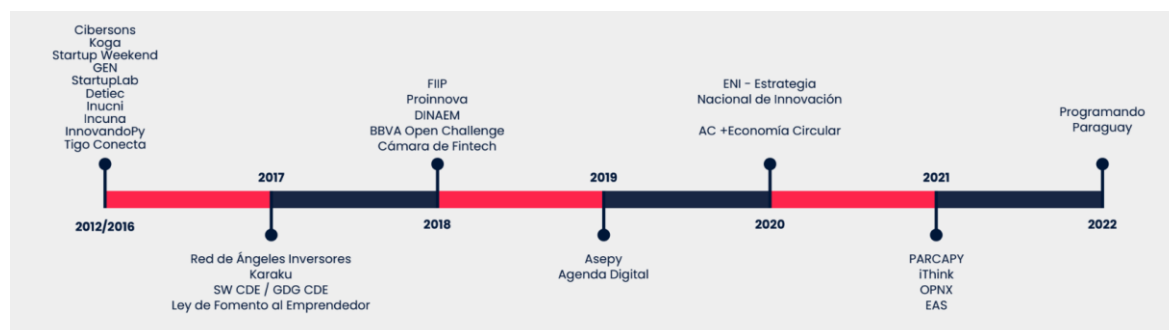 Cibersons
Koga
Startup Weekend
GEN
StartupLab
Detiec
Inucni
Incuna
InnovandoPy
Tigo Conecta
2012/2016
2017
Red de Ángeles Inversores
Karaku
SW CDE / GDG CDE
Ley de Fomento al Emprendedor
FIIP
Proinnova
DINAEM
BBVA Open Challenge
Cámara de Fintech
2018
2019
Asepy
Agenda Digital
ENI - Estrategia
Nacional de Innovación
AC +Economía Circular
2020
2021
PARCAPY
iThink
OPNX
EAS
Programando
Paraguay
2022